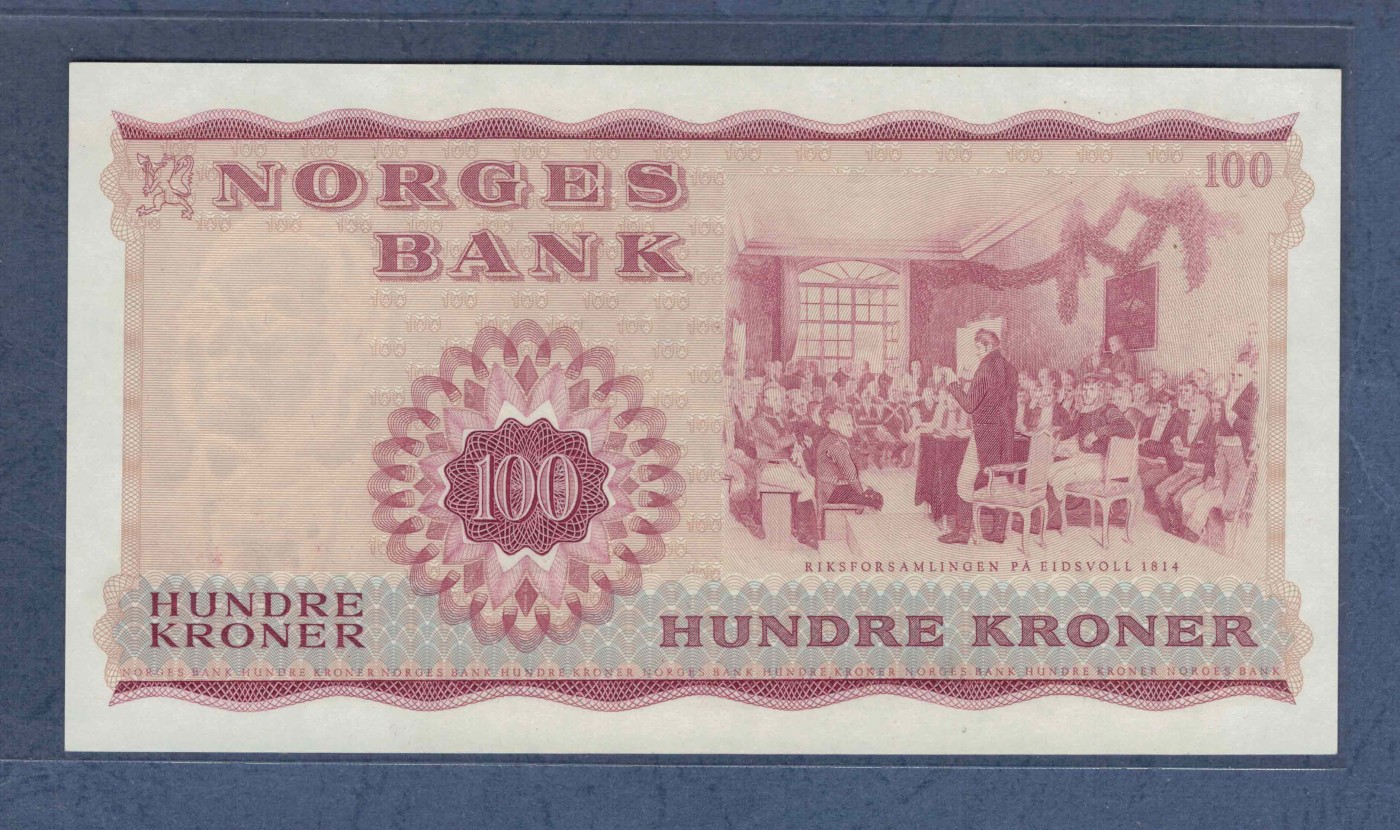 NORGES
BANK
100
100
RIKSFORSAMLINGEN PÅ EIDSVOLL 1814
HUNDRE
KRONER
HUNDRE KRONER
NORGES BANK HUNDRE KRONER NORGES BANK HUNDRE KRONER NORGES BANK HUNDRE KRONER NORGES BANK HUNDRE KRONER NORGES BANK